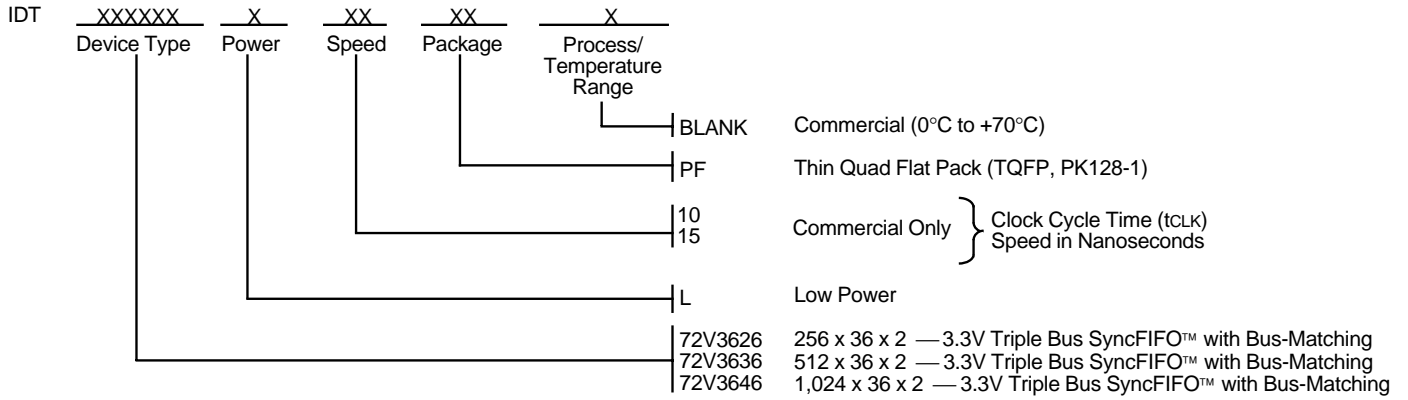 IDT XXXXXX X XX XX X
Device Type Power Speed Package Process/
Temperature
Range
BLANK Commercial (0°C to +70°C)
PF Thin Quad Flat Pack (TQFP, PK128-1)
10
15
Commercial Only
Clock Cycle Time (tCLK)
Speed in Nanoseconds
L Low Power
72V3626 256 x 36 x 2 — 3.3V Triple Bus SyncFIFO™ with Bus-Matching
72V3636 512 x 36 x 2 — 3.3V Triple Bus SyncFIFO™ with Bus-Matching
72V3646 1,024 x 36 x 2 — 3.3V Triple Bus SyncFIFO™ with Bus-Matching